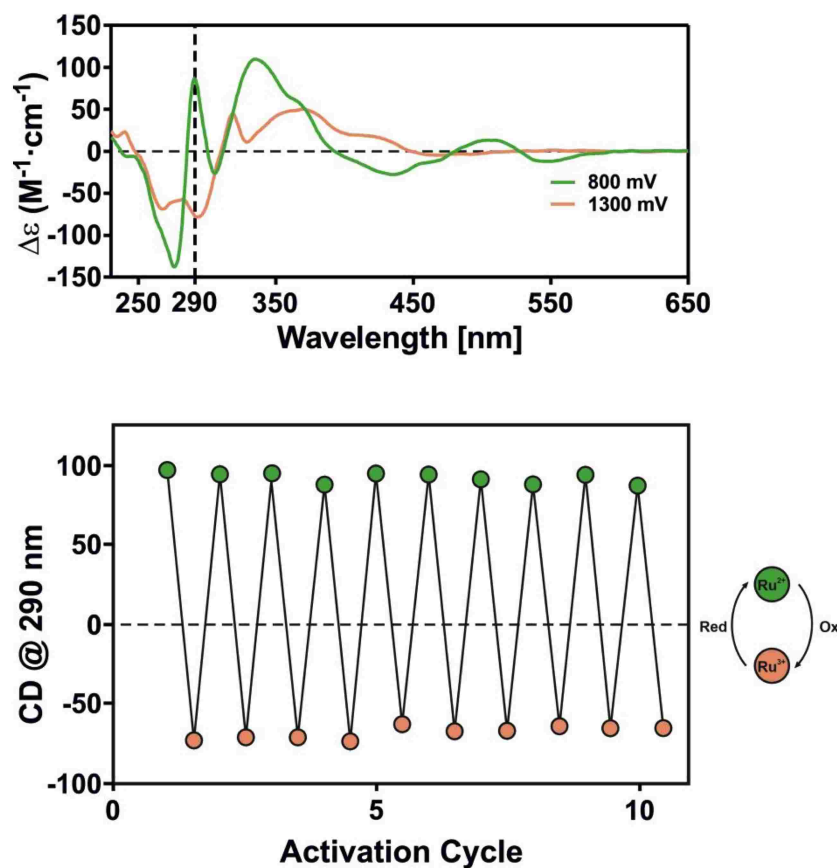 150
100
50
0
-50
-100
-150
Δε (M⁻¹·cm⁻¹)
800 mV
1300 mV
250 290 350 450 550 650
Wavelength [nm]
100
50
0
-50
-100
CD @ 290 nm
0 5 10
Activation Cycle
Ru²⁺
Red Ox
Ru³⁺